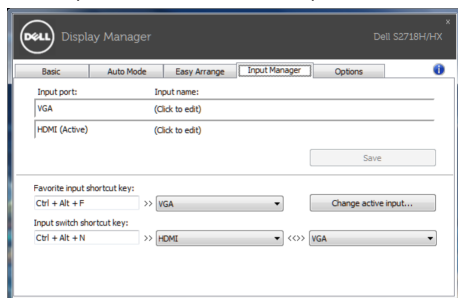 DELL Display Manager Dell S2718H/HX
Basic Auto Mode Easy Arrange Input Manager Options
Input port: Input name:
VGA (Click to edit)
HDMI (Active) (Click to edit)
Save
Favorite input shortcut key:
Ctrl + Alt + F >> VGA Change active input...
Input switch shortcut key:
Ctrl + Alt + N >> HDMI <<>> VGA